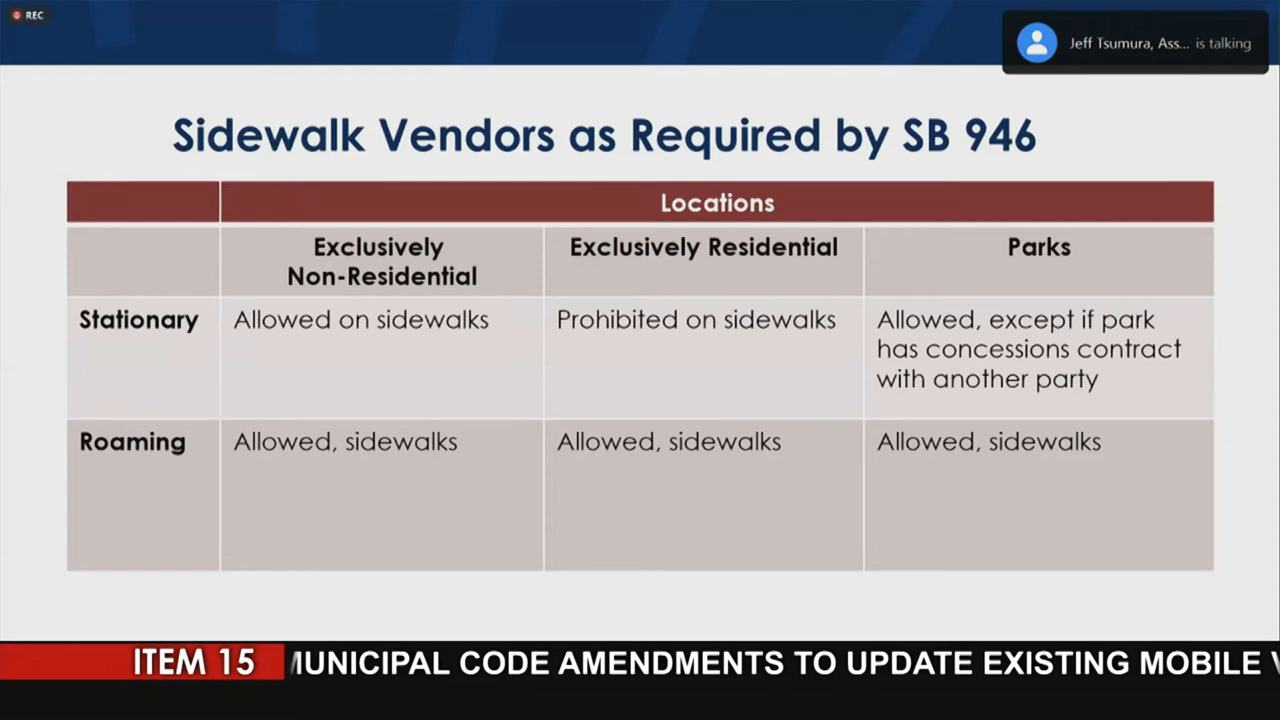 REC
Jeff Tsumura, Ass... is talking
Sidewalk Vendors as Required by SB 946
Locations
Exclusively
Non-Residential
Exclusively Residential
Parks
Stationary
Allowed on sidewalks
Prohibited on sidewalks
Allowed, except if park
has concessions contract
with another party
Roaming
Allowed, sidewalks
Allowed, sidewalks
Allowed, sidewalks
ITEM 15
MUNICIPAL CODE AMENDMENTS TO UPDATE EXISTING MOBILE